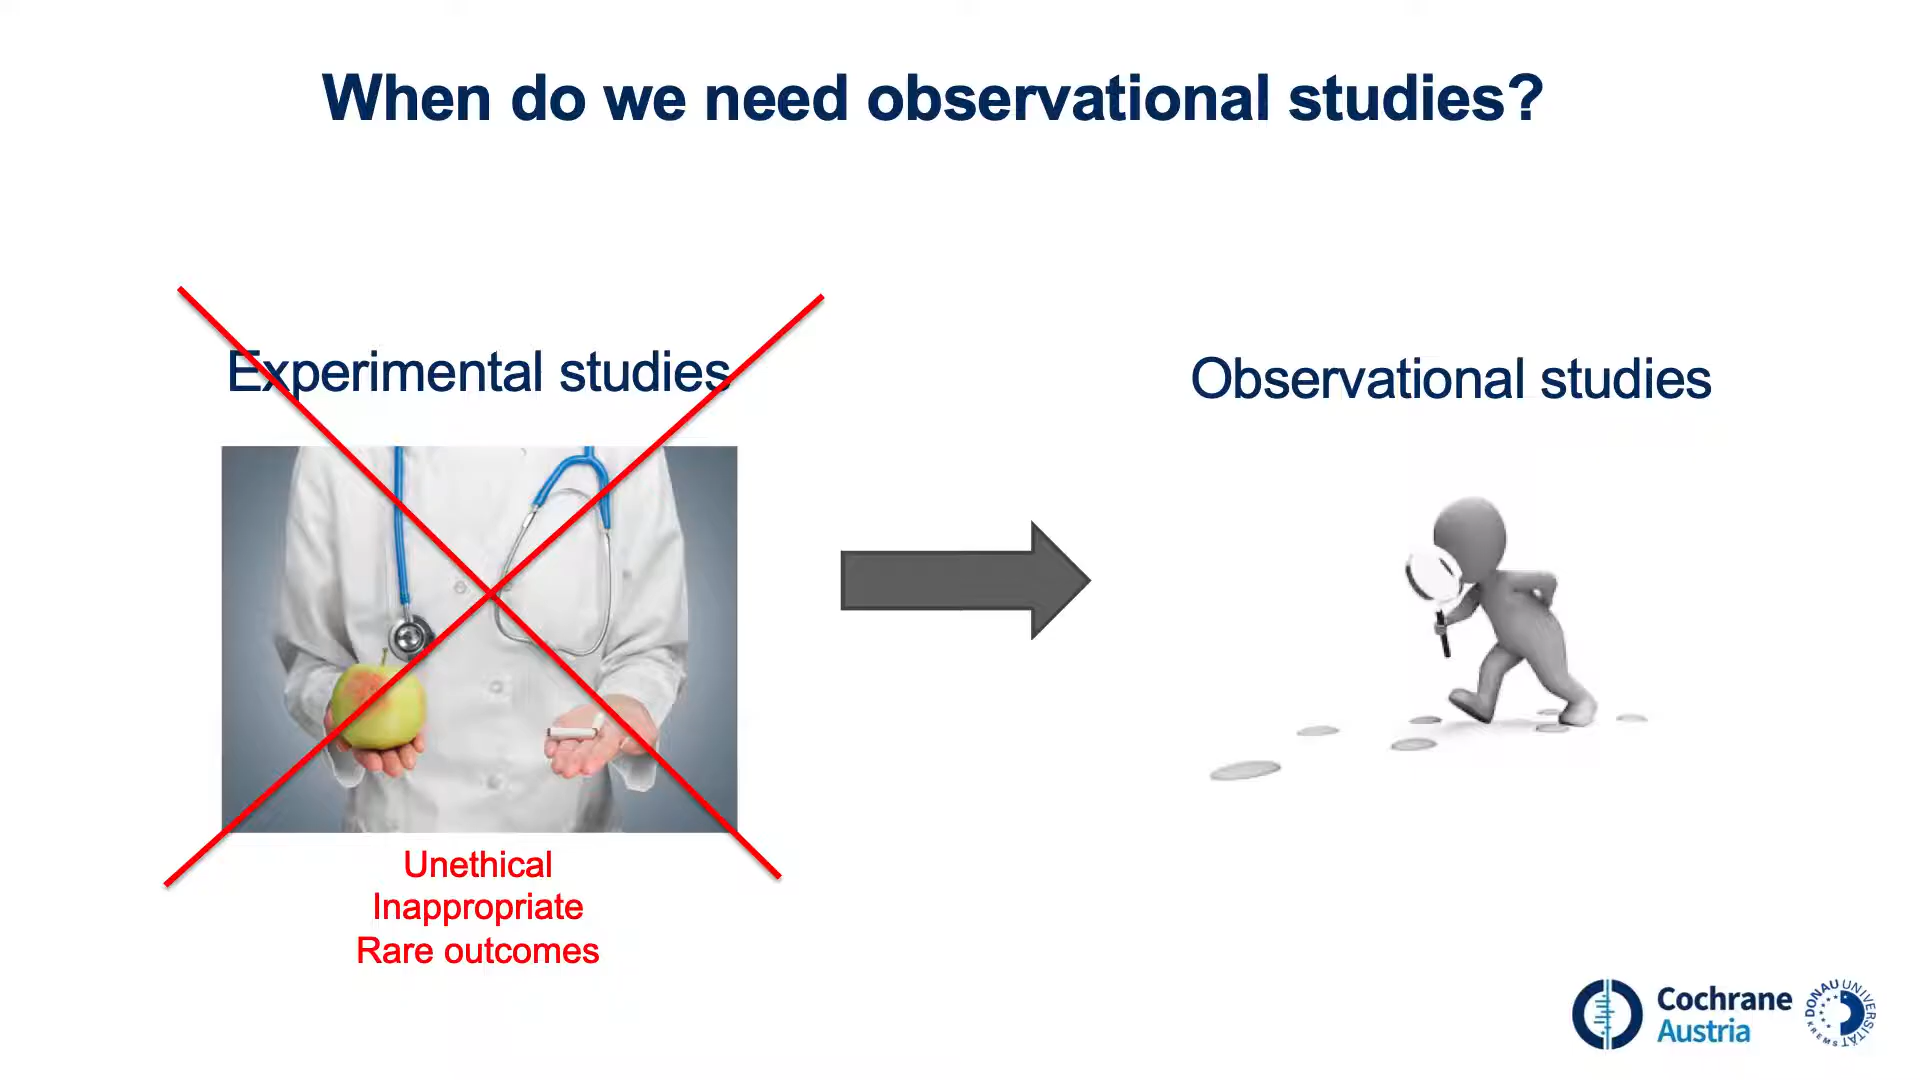 When do we need observational studies?
Experimental studies
Observational studies
Unethical
Inappropriate
Rare outcomes
Cochrane
Austria
DONAU UNIVERSITÄT
KREMS